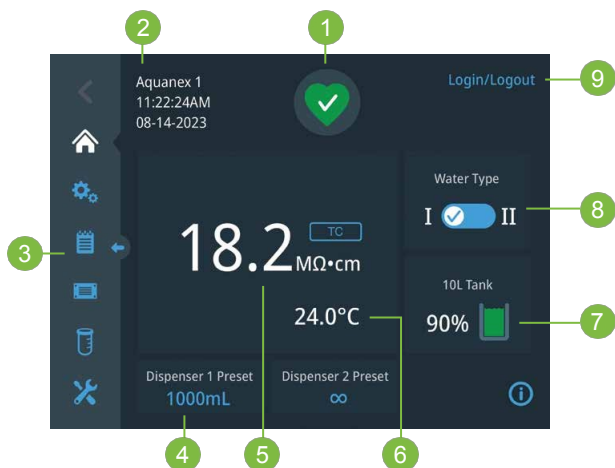 2
1
Aquanex 1
11:22:24AM
08-14-2023
Login/Logout
9
Water Type
I II
8
18.2
TC
MΩ•cm
3
10L Tank
24.0°C
90%
7
Dispenser 1 Preset
1000mL
Dispenser 2 Preset
∞
i
4
5
6